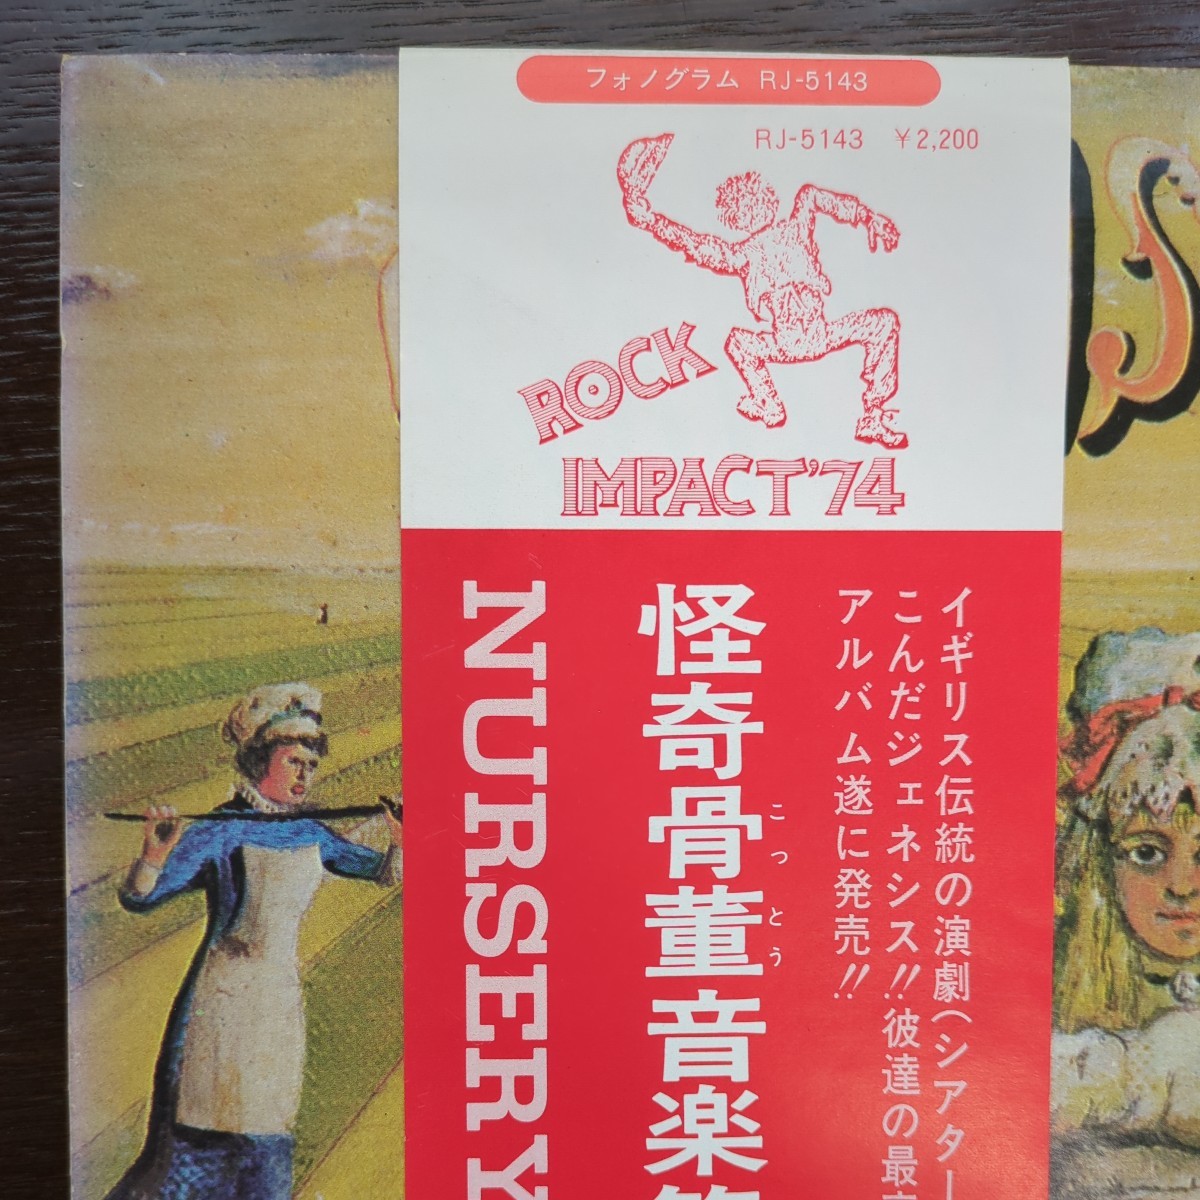 フォノグラム RJ-5143
RJ-5143 ¥2,200
ROCK
IMPACT'74
イギリス伝統の演劇(シアター
こんだジェネシス!!彼達の最
アルバム遂に発売!!
怪奇骨董音楽
こっとう
NURSERY